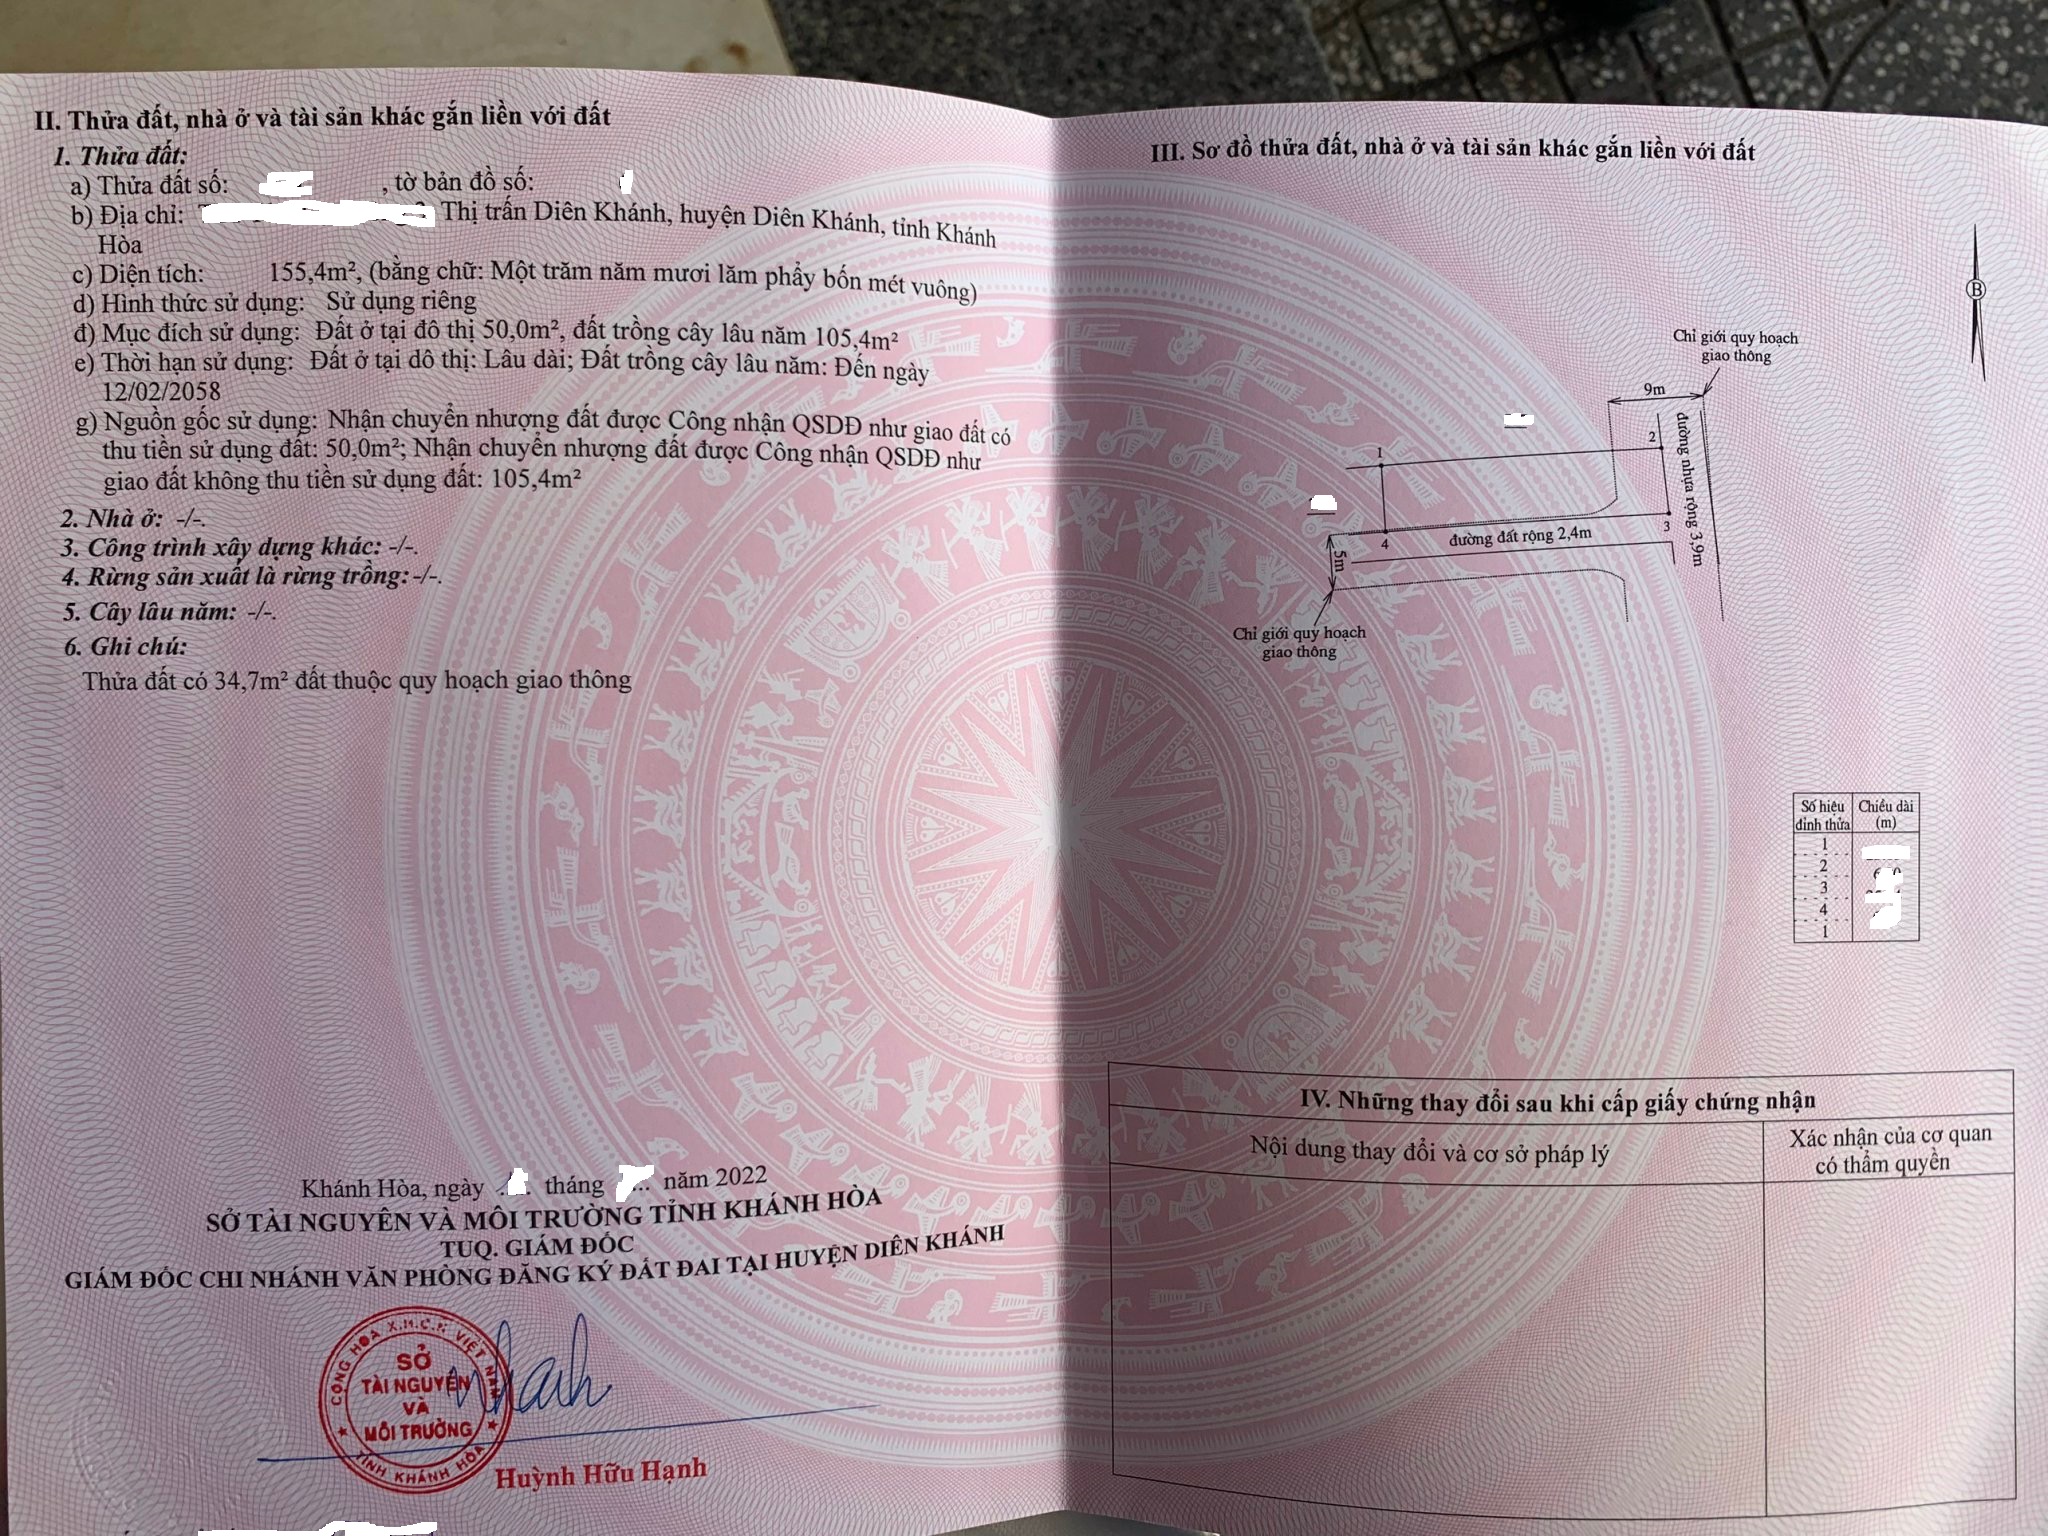 II. Thửa đất, nhà ở và tài sản khác gắn liền với đất
1. Thửa đất:
a) Thửa đất số: , tờ bản đồ số:
b) Địa chỉ: Thị trấn Diên Khánh, huyện Diên Khánh, tỉnh Khánh
Hòa
c) Diện tích: 155,4m², (bằng chữ: Một trăm năm mươi lăm phẩy bốn mét vuông)
d) Hình thức sử dụng: Sử dụng riêng
đ) Mục đích sử dụng: Đất ở tại đô thị 50,0m², đất trồng cây lâu năm 105,4m²
e) Thời hạn sử dụng: Đất ở tại dô thị: Lâu dài; Đất trồng cây lâu năm: Đến ngày
12/02/2058
g) Nguồn gốc sử dụng: Nhận chuyển nhượng đất được Công nhận QSDĐ như giao đất có
thu tiền sử dụng đất: 50,0m²; Nhận chuyển nhượng đất được Công nhận QSDĐ như
giao đất không thu tiền sử dụng đất: 105,4m²
2. Nhà ở: -/-.
3. Công trình xây dựng khác: -/-.
4. Rừng sản xuất là rừng trồng: -/-.
5. Cây lâu năm: -/-.
6. Ghi chú:
Thửa đất có 34,7m² đất thuộc quy hoạch giao thông
Khánh Hòa, ngày tháng năm 2022
SỞ TÀI NGUYÊN VÀ MÔI TRƯỜNG TỈNH KHÁNH HÒA
TUQ. GIÁM ĐỐC
GIÁM ĐỐC CHI NHÁNH VĂN PHÒNG ĐĂNG KÝ ĐẤT ĐAI TẠI HUYỆN DIÊN KHÁNH
CỘNG HÒA X.H.C.N VIỆT NAM
SỞ
TÀI NGUYÊN
VÀ
MÔI TRƯỜNG
TỈNH KHÁNH HÒA
Huỳnh Hữu Hạnh
III. Sơ đồ thửa đất, nhà ở và tài sản khác gắn liền với đất
B
Chỉ giới quy hoạch
giao thông
9m
1
2
đường nhựa rộng 3,9m
3
4
đường đất rộng 2,4m
5m
Chỉ giới quy hoạch
giao thông
Số hiệu Chiều dài
đỉnh thửa (m)
1
2
3
4
1
IV. Những thay đổi sau khi cấp giấy chứng nhận
Nội dung thay đổi và cơ sở pháp lý
Xác nhận của cơ quan
có thẩm quyền